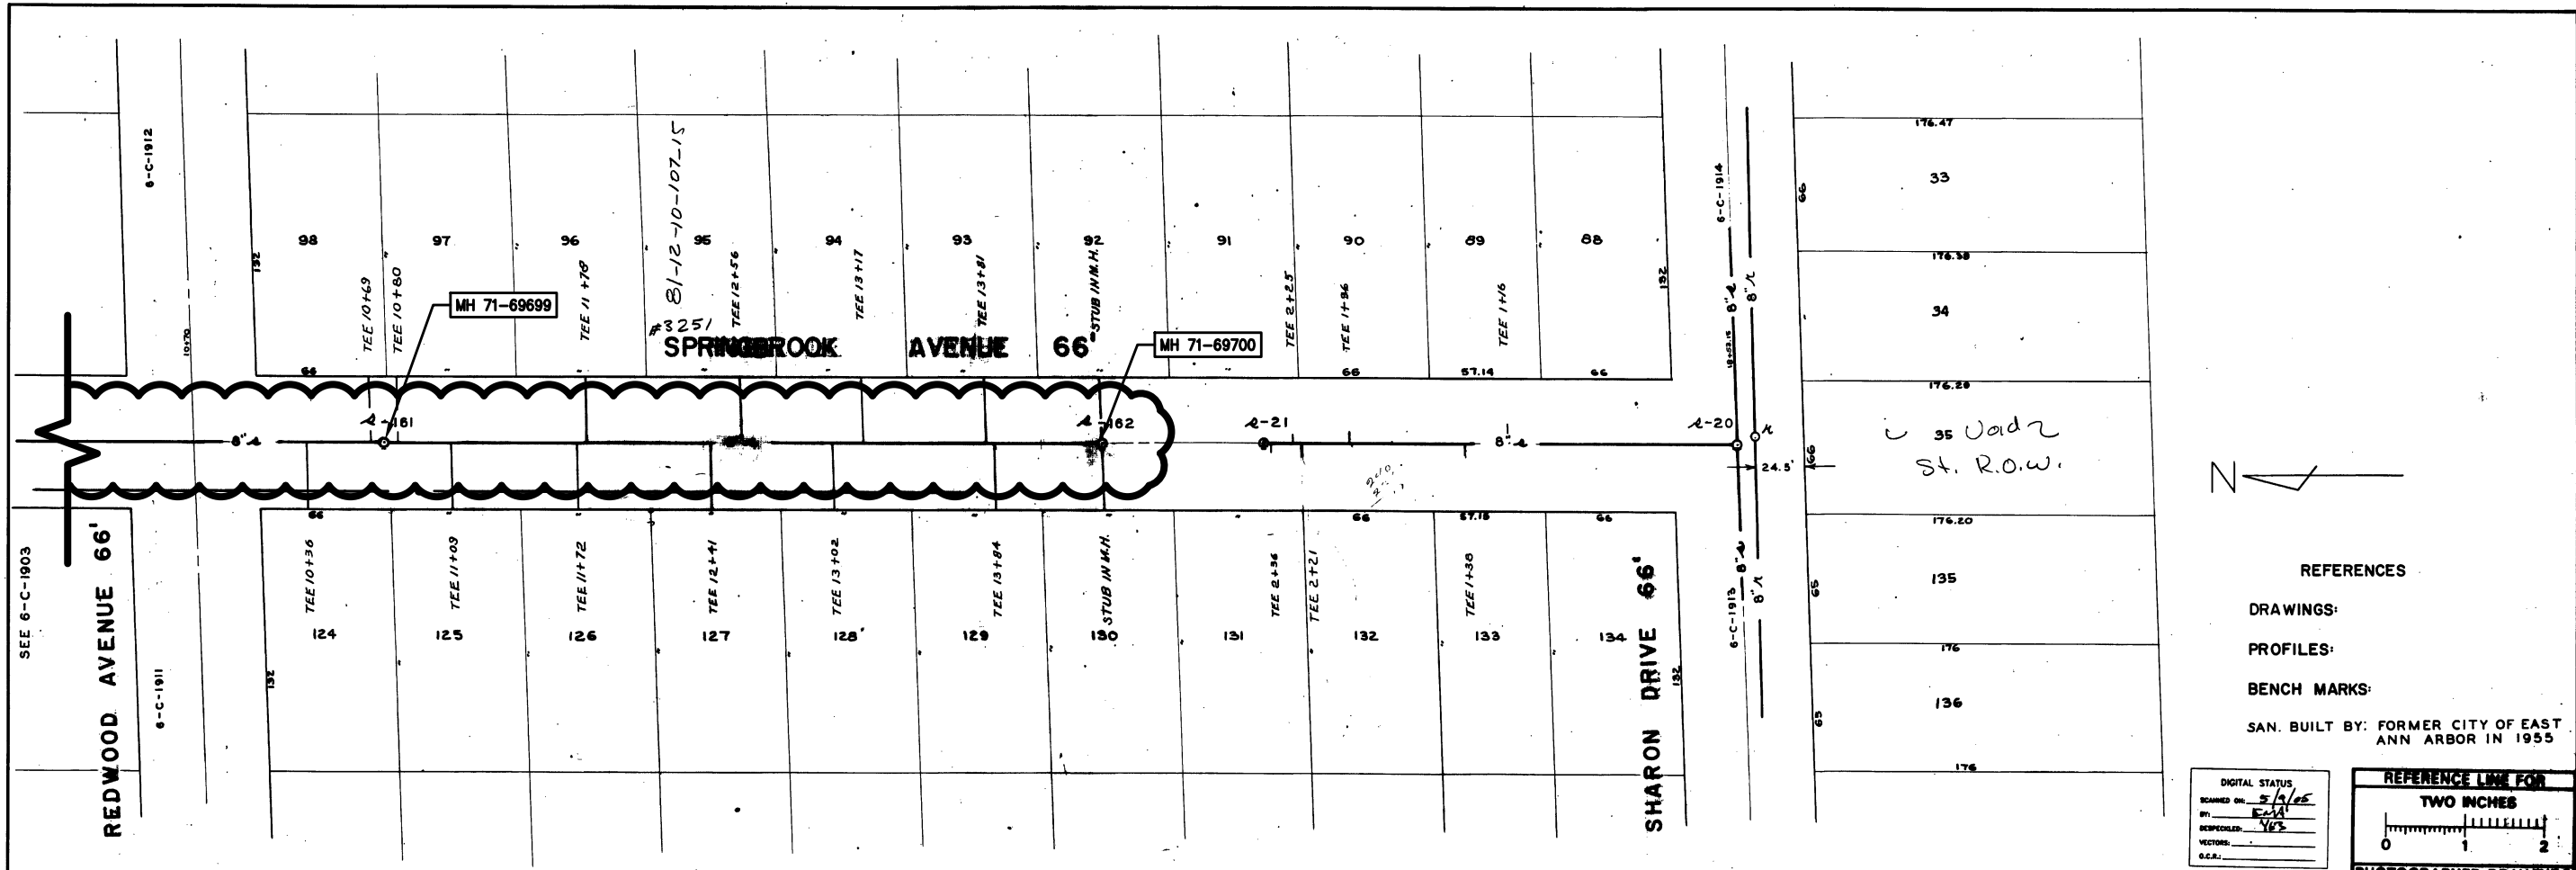 6-C-1912
10+70
132
98
97
96
95
94
93
92
91
90
89
88
132
TEE 10+69
TEE 10+80
TEE 11+78
81-12-10-107-15
#3251
TEE 12+56
TEE 13+17
TEE 13+81
STUB IN M.H.
TEE 2+25
TEE 1+96
TEE 1+16
MH 71-69699
MH 71-69700
SPRINGBROOK AVENUE 66'
66
66
57.14
66
8" s
s-161
s-162
s-21
8" s
s-20
24.5'
66
66
57.15
66
SEE 6-C-1903
REDWOOD AVENUE 66'
6-C-1911
132
TEE 10+36
TEE 11+03
TEE 11+72
TEE 12+41
TEE 13+02
TEE 13+84
STUB IN M.H.
TEE 2+36
TEE 2+21
TEE 1+38
124
125
126
127
128
129
130
131
132
133
134
132
SHARON DRIVE 66'
6-C-1914
8" s
8"
6-C-1913
8" s
8"
66
66
65
65
176.47
33
176.38
34
176.29
35 Void
St. R.O.W.
176.20
135
176
136
176
N
REFERENCES
DRAWINGS:
PROFILES:
BENCH MARKS:
SAN. BUILT BY: FORMER CITY OF EAST
ANN ARBOR IN 1955
DIGITAL STATUS
SCANNED ON: 5/9/05
BY:
DESPECKLED:
VECTORS:
O.C.R.:
REFERENCE LINE FOR
TWO INCHES
0 1 2